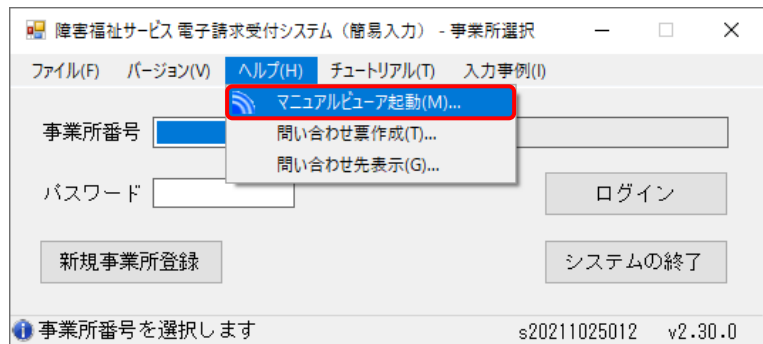 障害福祉サービス 電子請求受付システム（簡易入力） - 事業所選択
ファイル(F) バージョン(V) ヘルプ(H) チュートリアル(T) 入力事例(I)
マニュアルビューア起動(M)...
問い合わせ票作成(T)...
問い合わせ先表示(G)...
事業所番号
パスワード
ログイン
新規事業所登録
システムの終了
事業所番号を選択します s20211025012 v2.30.0